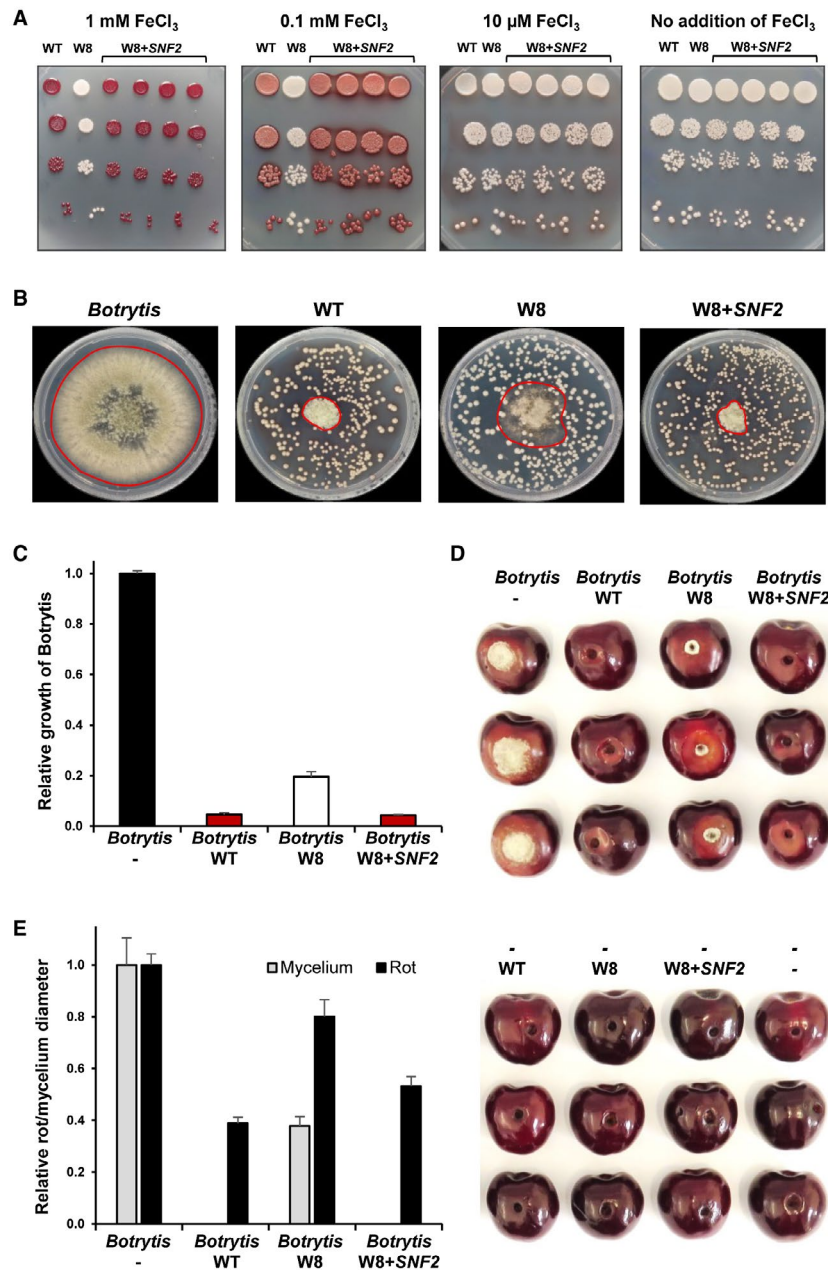 A
1 mM FeCl₃
0.1 mM FeCl₃
10 µM FeCl₃
No addition of FeCl₃
WT W8 W8+SNF2
WT W8 W8+SNF2
WT W8 W8+SNF2
WT W8 W8+SNF2
B
Botrytis
WT
W8
W8+SNF2
C
Relative growth of Botrytis
1.0
0.8
0.6
0.4
0.2
0.0
Botrytis Botrytis Botrytis Botrytis
- WT W8 W8+SNF2
D
Botrytis Botrytis Botrytis Botrytis
- WT W8 W8+SNF2
- - - -
WT W8 W8+SNF2 -
E
Relative rot/mycelium diameter
Mycelium Rot
1.0
0.8
0.6
0.4
0.2
0.0
Botrytis Botrytis Botrytis Botrytis
- WT W8 W8+SNF2